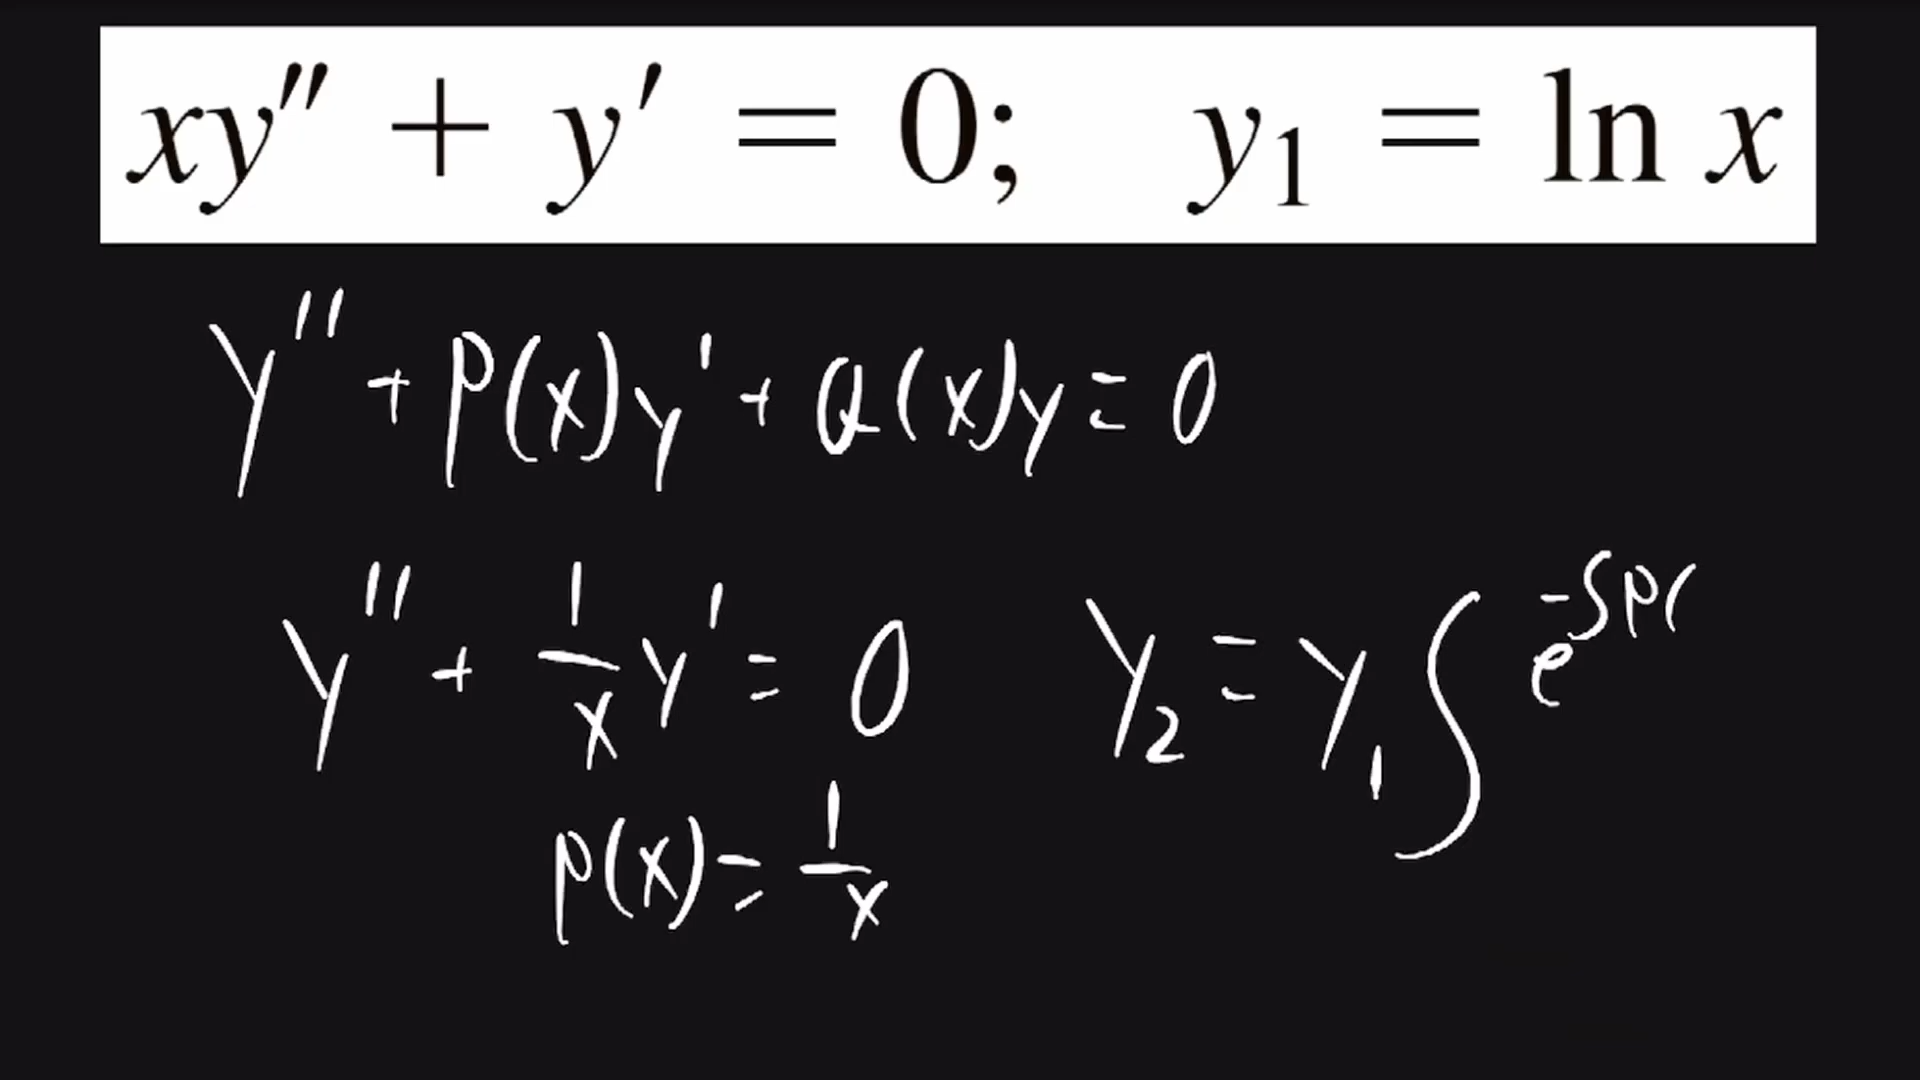 xy″ + y′ = 0; y₁ = ln x
y″ + P(x)y′ + Q(x)y = 0
y″ + 1/x y′ = 0 y₂ = y₁ ∫ e^-∫P(
P(x) = 1/x